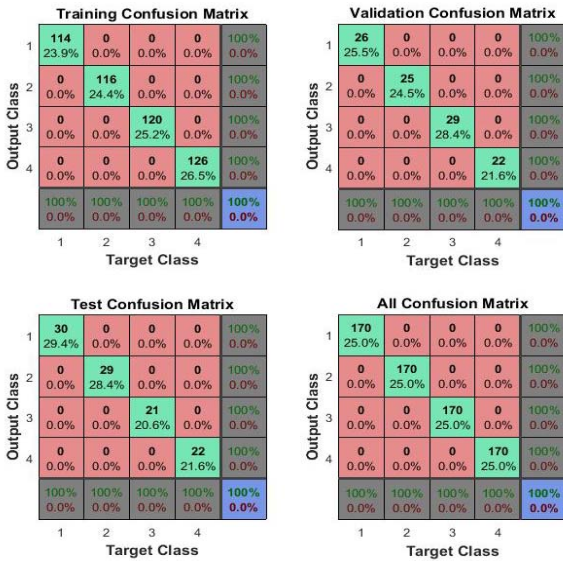 Training Confusion Matrix
Output Class
1 114 0 0 0 100%
23.9% 0.0% 0.0% 0.0% 0.0%
2 0 116 0 0 100%
0.0% 24.4% 0.0% 0.0% 0.0%
3 0 0 120 0 100%
0.0% 0.0% 25.2% 0.0% 0.0%
4 0 0 0 126 100%
0.0% 0.0% 0.0% 26.5% 0.0%
100% 100% 100% 100% 100%
0.0% 0.0% 0.0% 0.0% 0.0%
1 2 3 4
Target Class
Validation Confusion Matrix
Output Class
1 26 0 0 0 100%
25.5% 0.0% 0.0% 0.0% 0.0%
2 0 25 0 0 100%
0.0% 24.5% 0.0% 0.0% 0.0%
3 0 0 29 0 100%
0.0% 0.0% 28.4% 0.0% 0.0%
4 0 0 0 22 100%
0.0% 0.0% 0.0% 21.6% 0.0%
100% 100% 100% 100% 100%
0.0% 0.0% 0.0% 0.0% 0.0%
1 2 3 4
Target Class
Test Confusion Matrix
Output Class
1 30 0 0 0 100%
29.4% 0.0% 0.0% 0.0% 0.0%
2 0 29 0 0 100%
0.0% 28.4% 0.0% 0.0% 0.0%
3 0 0 21 0 100%
0.0% 0.0% 20.6% 0.0% 0.0%
4 0 0 0 22 100%
0.0% 0.0% 0.0% 21.6% 0.0%
100% 100% 100% 100% 100%
0.0% 0.0% 0.0% 0.0% 0.0%
1 2 3 4
Target Class
All Confusion Matrix
Output Class
1 170 0 0 0 100%
25.0% 0.0% 0.0% 0.0% 0.0%
2 0 170 0 0 100%
0.0% 25.0% 0.0% 0.0% 0.0%
3 0 0 170 0 100%
0.0% 0.0% 25.0% 0.0% 0.0%
4 0 0 0 170 100%
0.0% 0.0% 0.0% 25.0% 0.0%
100% 100% 100% 100% 100%
0.0% 0.0% 0.0% 0.0% 0.0%
1 2 3 4
Target Class